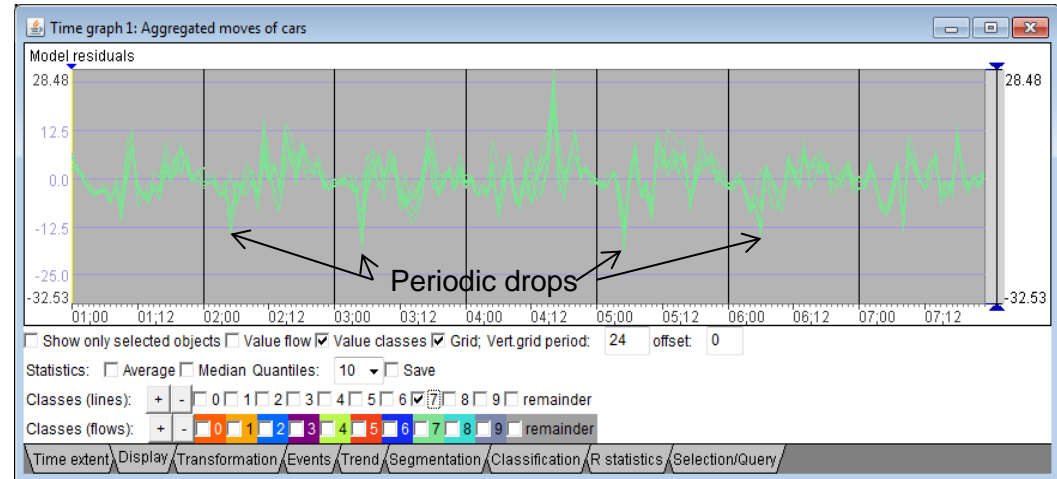 Time graph 1: Aggregated moves of cars
Model residuals
28.48 28.48
12.5
0.0
-12.5
Periodic drops
-25.0
-32.53 -32.53
01;00 01;12 02;00 02;12 03;00 03;12 04;00 04;12 05;00 05;12 06;00 06;12 07;00 07;12
Show only selected objects Value flow Value classes Grid; Vert.grid period: 24 offset: 0
Statistics: Average Median Quantiles: 10 Save
Classes (lines): + - 0 1 2 3 4 5 6 7 8 9 remainder
Classes (flows): + - 0 1 2 3 4 5 6 7 8 9 remainder
Time extent Display Transformation Events Trend Segmentation Classification R statistics Selection/Query